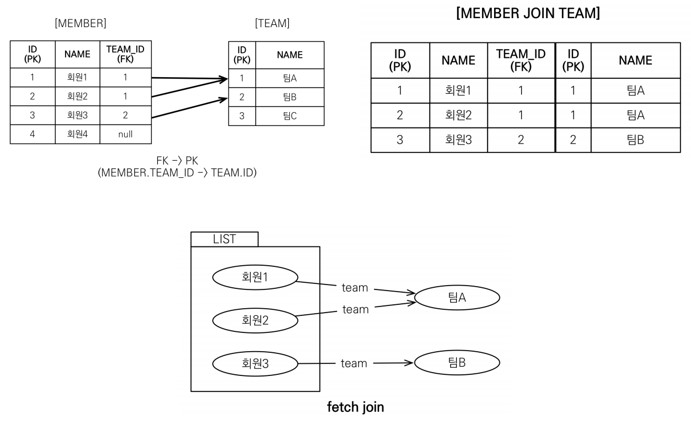 [MEMBER]
ID
(PK)
NAME
TEAM_ID
(FK)
1 회원1 1
2 회원2 1
3 회원3 2
4 회원4 null
[TEAM]
ID
(PK)
NAME
1 팀A
2 팀B
3 팀C
FK -> PK
(MEMBER.TEAM_ID -> TEAM.ID)
[MEMBER JOIN TEAM]
ID
(PK)
NAME
TEAM_ID
(FK)
ID
(PK)
NAME
1 회원1 1 1 팀A
2 회원2 1 1 팀A
3 회원3 2 2 팀B
LIST
회원1
team
팀A
회원2
team
회원3
team
팀B
fetch join